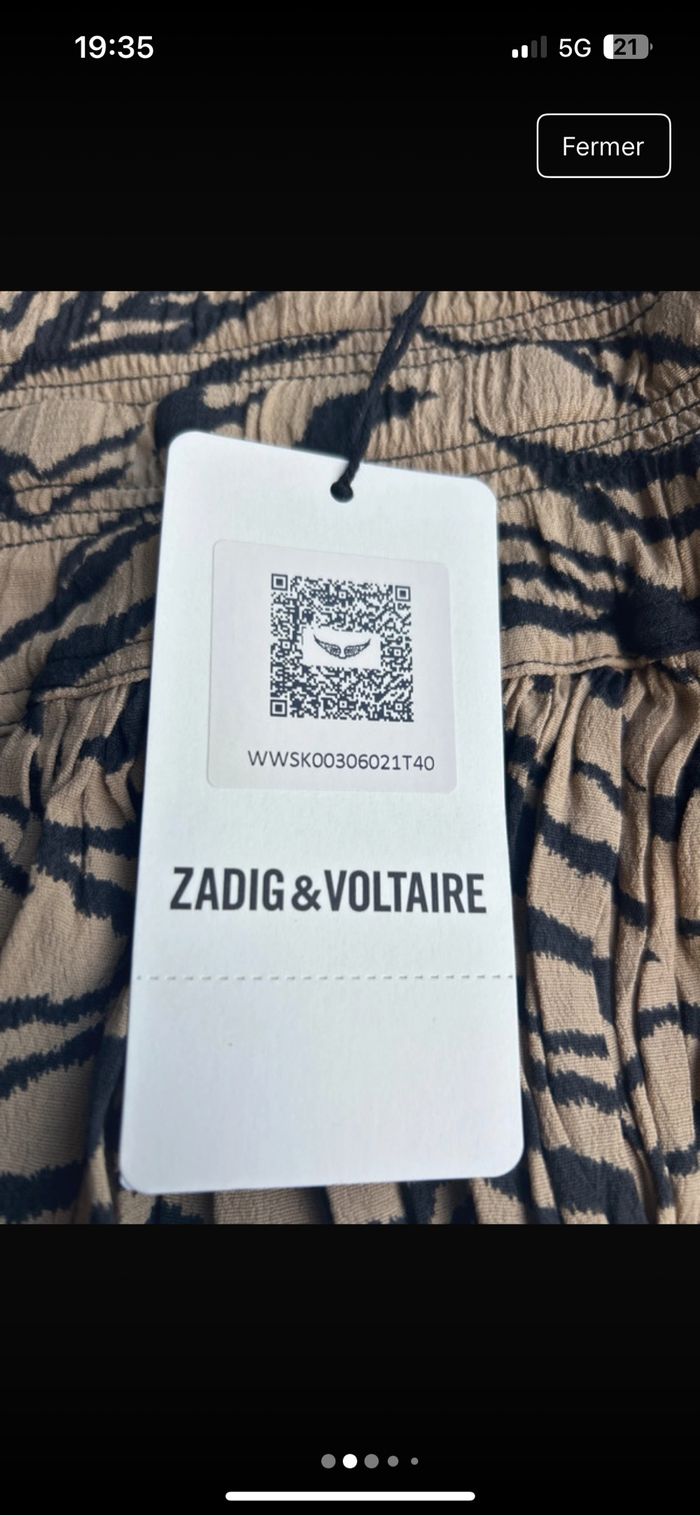 19:35
5G
21
Fermer
WWSK00306021T40
ZADIG&VOLTAIRE